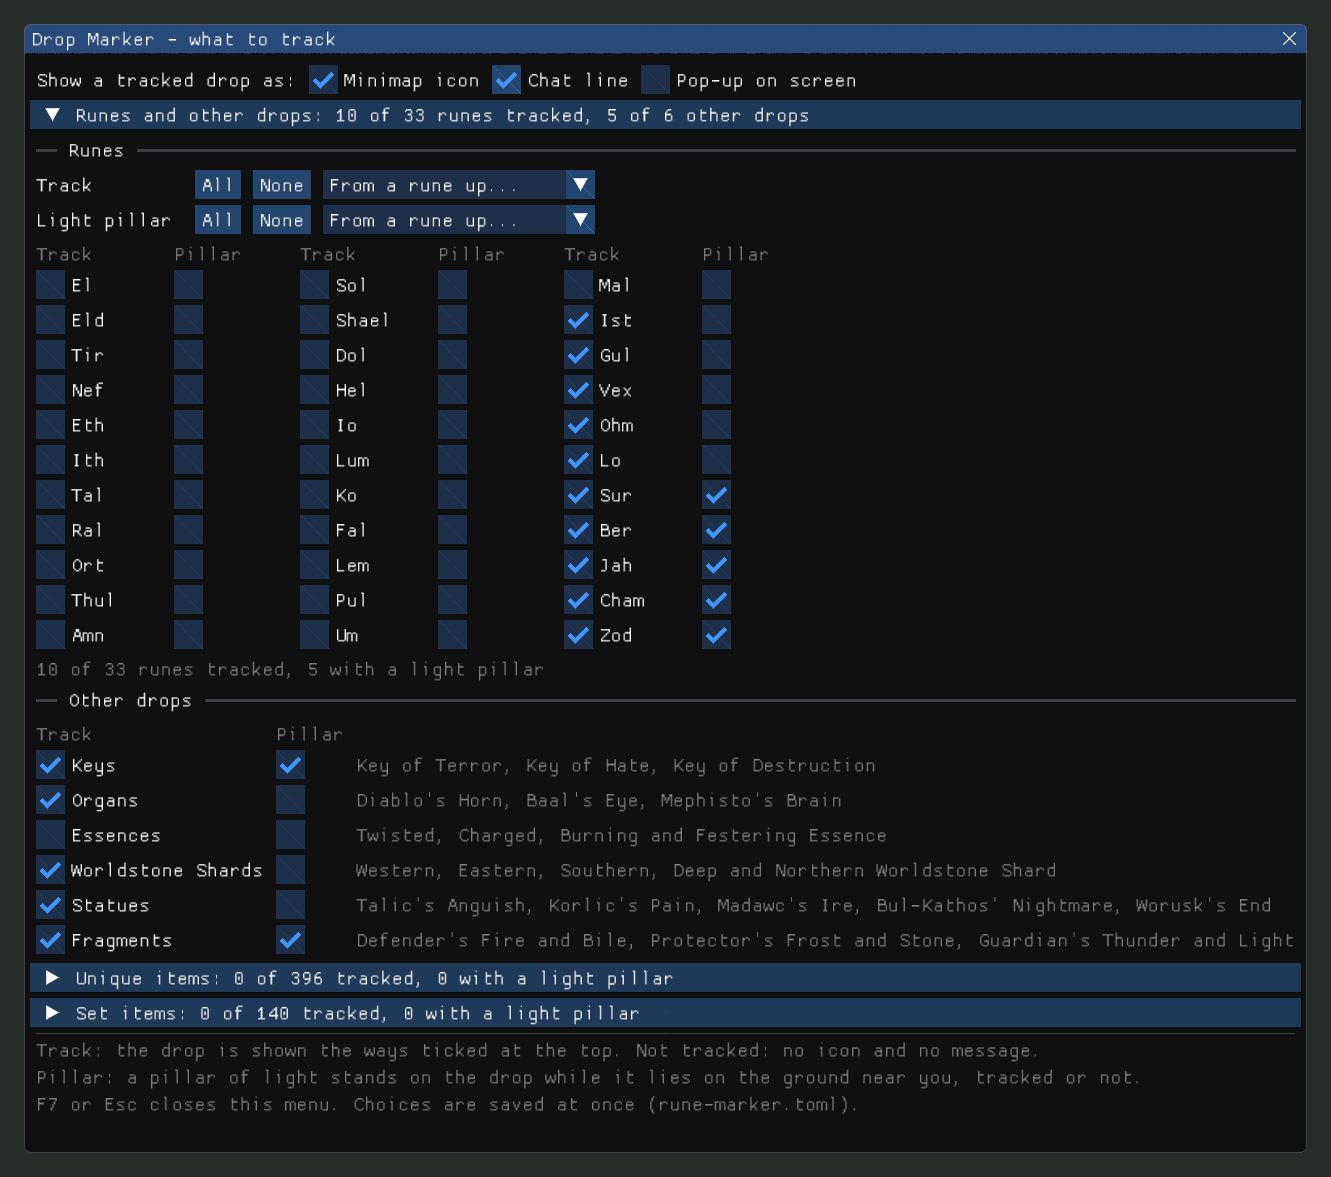 Drop Marker - what to track
Show a tracked drop as: Minimap icon Chat line Pop-up on screen
Runes and other drops: 10 of 33 runes tracked, 5 of 6 other drops
Runes
Track All None From a rune up...
Light pillar All None From a rune up...
Track Pillar Track Pillar Track Pillar
El Sol Mal
Eld Shael Ist
Tir Dol Gul
Nef Hel Vex
Eth Io Ohm
Ith Lum Lo
Tal Ko Sur
Ral Fal Ber
Ort Lem Jah
Thul Pul Cham
Amn Um Zod
10 of 33 runes tracked, 5 with a light pillar
Other drops
Track Pillar
Keys Key of Terror, Key of Hate, Key of Destruction
Organs Diablo's Horn, Baal's Eye, Mephisto's Brain
Essences Twisted, Charged, Burning and Festering Essence
Worldstone Shards Western, Eastern, Southern, Deep and Northern Worldstone Shard
Statues Talic's Anguish, Korlic's Pain, Madawc's Ire, Bul-Kathos' Nightmare, Worusk's End
Fragments Defender's Fire and Bile, Protector's Frost and Stone, Guardian's Thunder and Light
Unique items: 0 of 396 tracked, 0 with a light pillar
Set items: 0 of 140 tracked, 0 with a light pillar
Track: the drop is shown the ways ticked at the top. Not tracked: no icon and no message.
Pillar: a pillar of light stands on the drop while it lies on the ground near you, tracked or not.
F7 or Esc closes this menu. Choices are saved at once (rune-marker.toml).